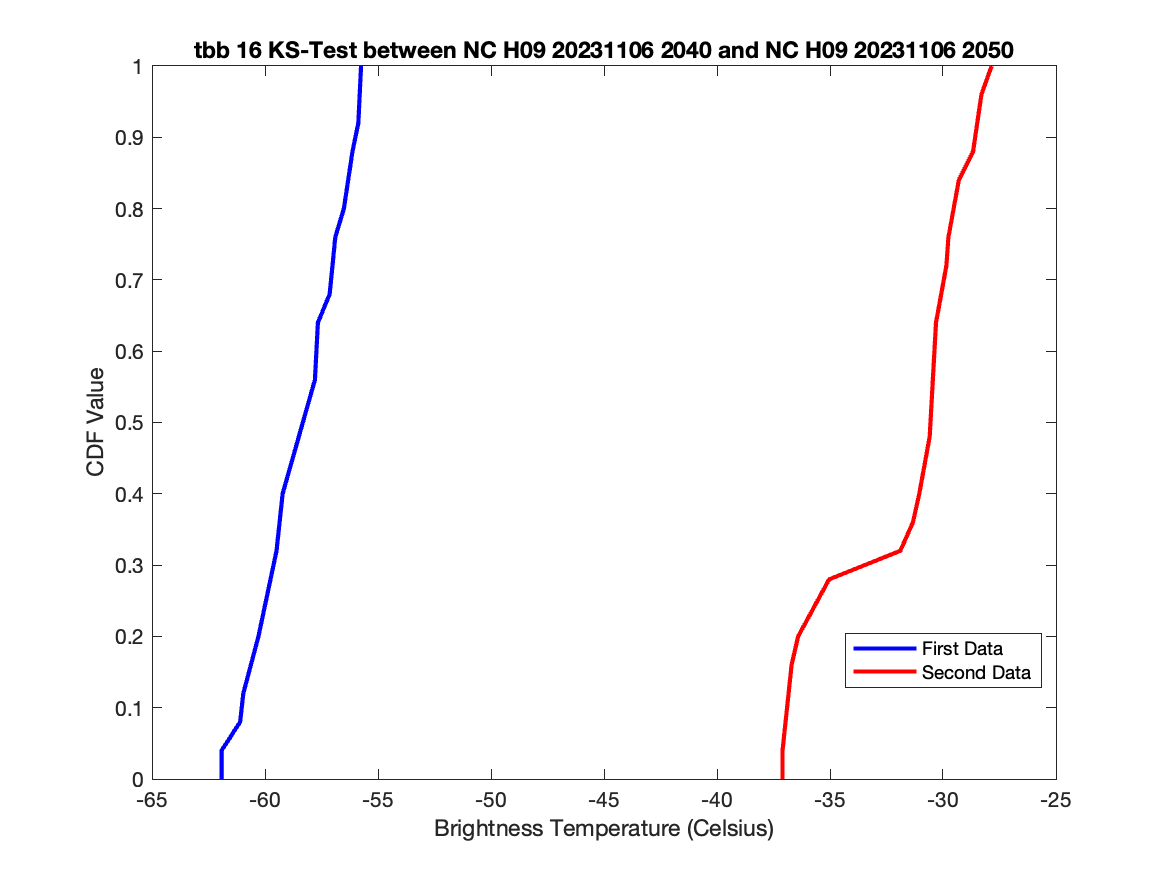 tbb 16 KS-Test between NC H09 20231106 2040 and NC H09 20231106 2050
1
0.9
0.8
0.7
0.6
0.5
0.4
0.3
0.2
0.1
0
CDF Value
First Data
Second Data
-65 -60 -55 -50 -45 -40 -35 -30 -25
Brightness Temperature (Celsius)